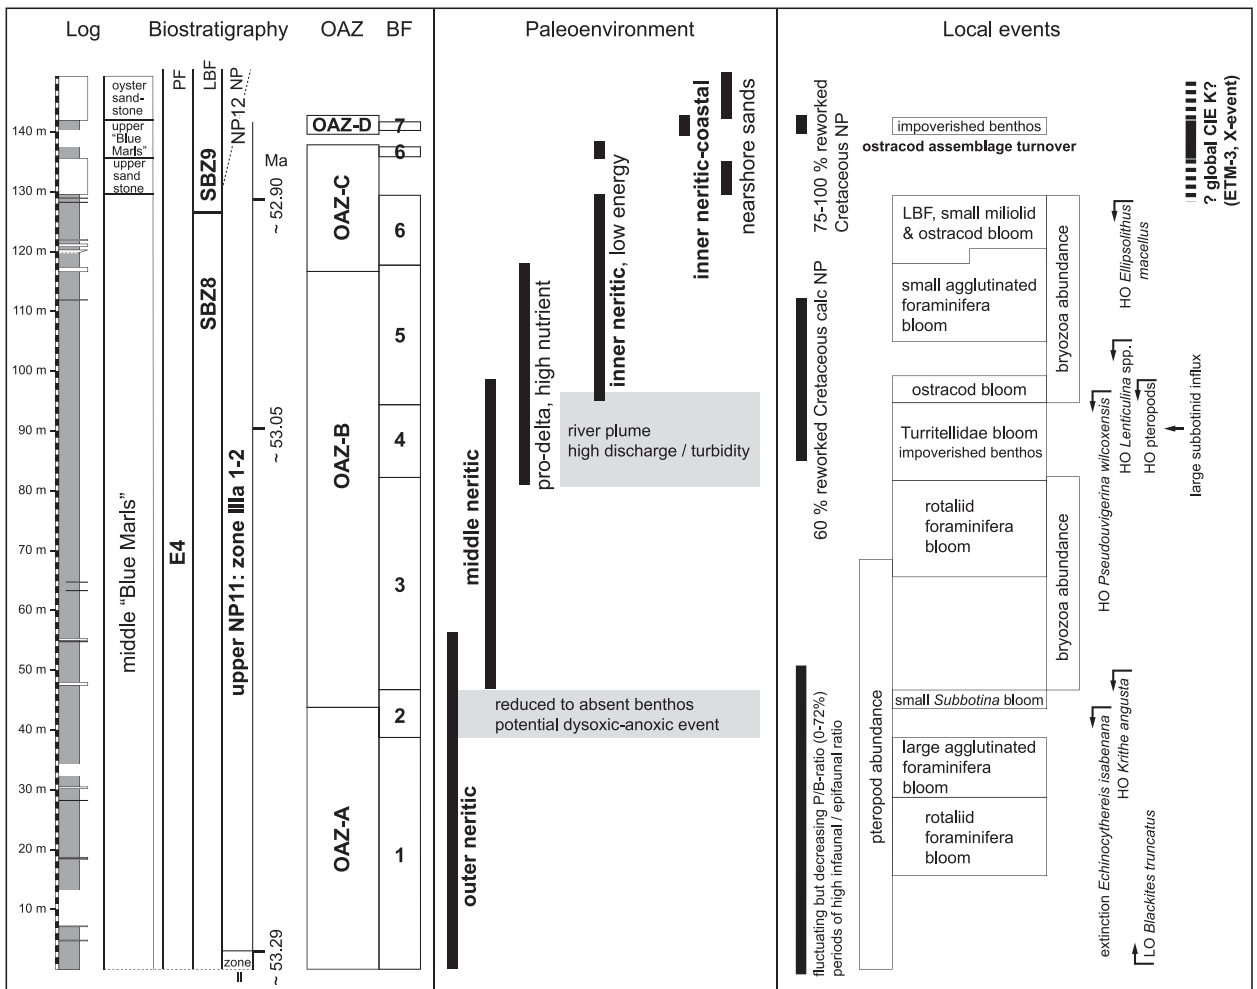 Log
Biostratigraphy
OAZ
BF
Paleoenvironment
Local events
PF
LBF
NP
NP12
Ma
140 m
130 m
120 m
110 m
100 m
90 m
80 m
70 m
60 m
50 m
40 m
30 m
20 m
10 m
oyster
sand-
stone
upper
“Blue
Marls”
upper
sand
stone
middle “Blue Marls”
E4
SBZ9
SBZ8
upper NP11: zone IIIa 1-2
zone
II
~ 52.90
~ 53.05
~ 53.29
OAZ-D
OAZ-C
OAZ-B
OAZ-A
7
6
6
5
4
3
2
1
outer neritic
middle neritic
pro-delta, high nutrient
inner neritic, low energy
inner neritic-coastal
nearshore sands
river plume
high discharge / turbidity
reduced to absent benthos
potential dysoxic-anoxic event
75-100 % reworked
Cretaceous NP
60 % reworked Cretaceous calc NP
fluctuating but decreasing P/B-ratio (0-72%)
periods of high infaunal / epifaunal ratio
impoverished benthos
ostracod assemblage turnover
LBF, small miliolid
& ostracod bloom
small agglutinated
foraminifera
bloom
ostracod bloom
Turritellidae bloom
impoverished benthos
rotaliid
foraminifera
bloom
small Subbotina bloom
large agglutinated
foraminifera
bloom
rotaliid
foraminifera
bloom
pteropod abundance
bryozoa abundance
bryozoa abundance
HO Ellipsolithus
macellus
HO Lenticulina spp.
HO pteropods
HO Pseudouvigerina wilcoxensis
large subbotinid influx
extinction Echinocythereis isabenana
HO Krithe angusta
LO Blackites truncatus
? global CIE K?
(ETM-3, X-event)